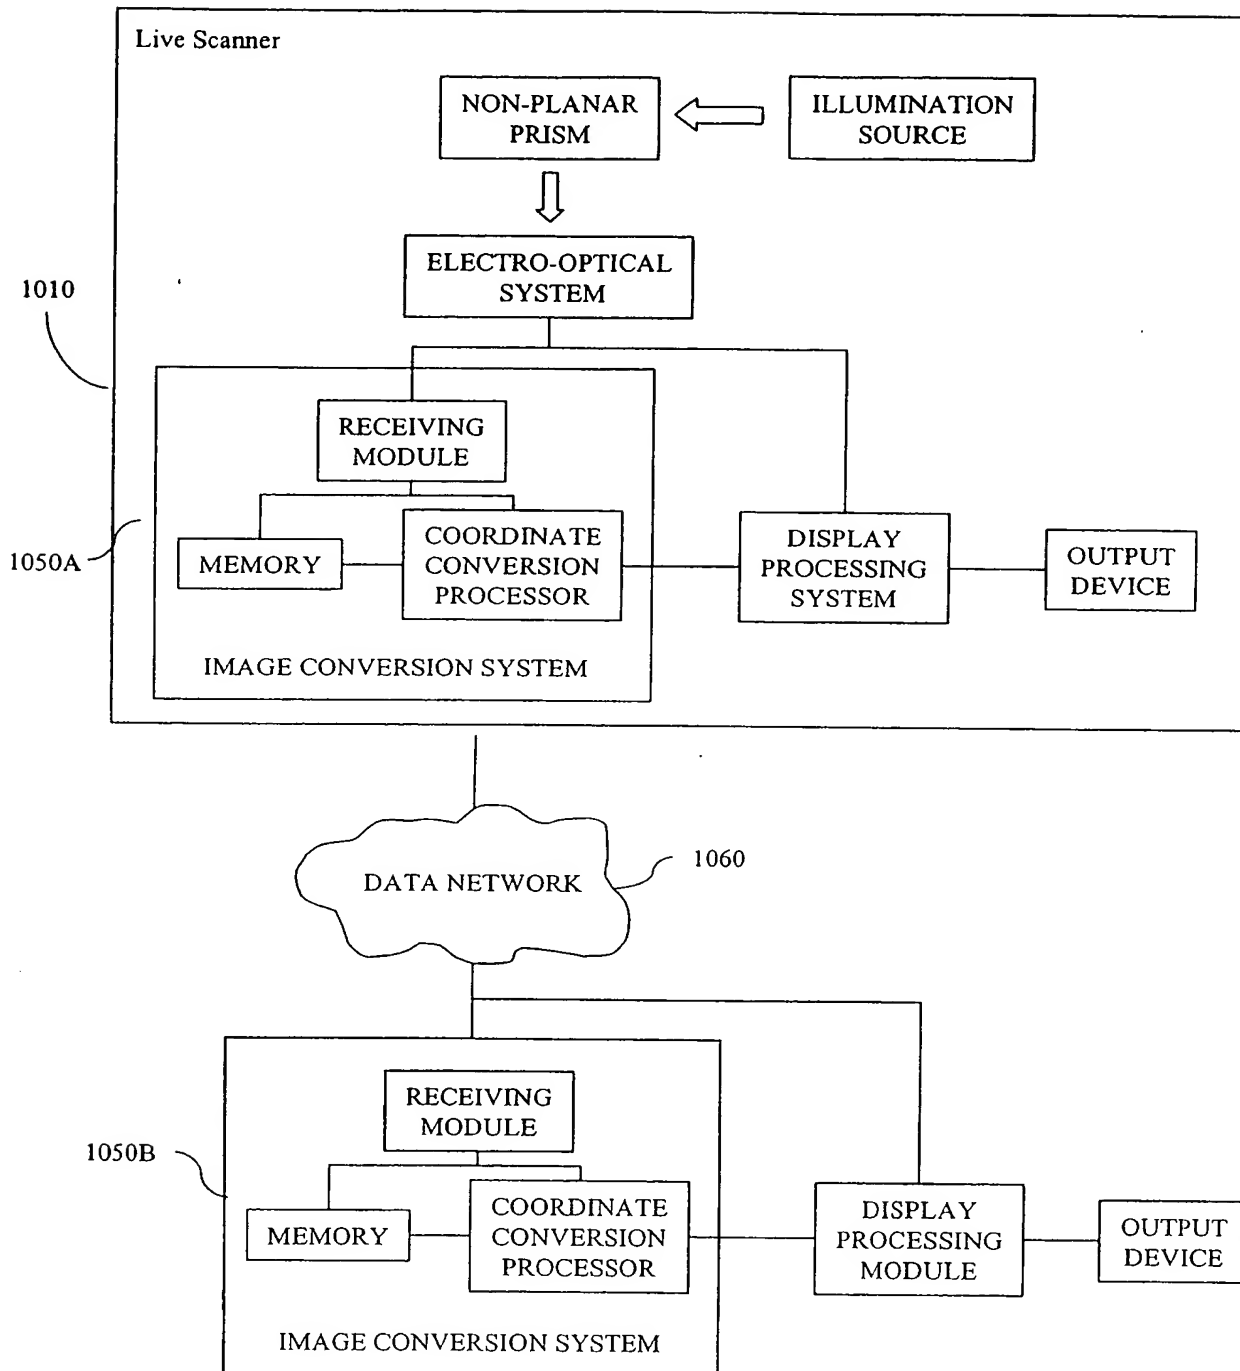 Live Scanner
NON-PLANAR
PRISM
ILLUMINATION
SOURCE
ELECTRO-OPTICAL
SYSTEM
1010
RECEIVING
MODULE
1050A
MEMORY
COORDINATE
CONVERSION
PROCESSOR
DISPLAY
PROCESSING
SYSTEM
OUTPUT
DEVICE
IMAGE CONVERSION SYSTEM
DATA NETWORK
1060
RECEIVING
MODULE
1050B
MEMORY
COORDINATE
CONVERSION
PROCESSOR
DISPLAY
PROCESSING
MODULE
OUTPUT
DEVICE
IMAGE CONVERSION SYSTEM